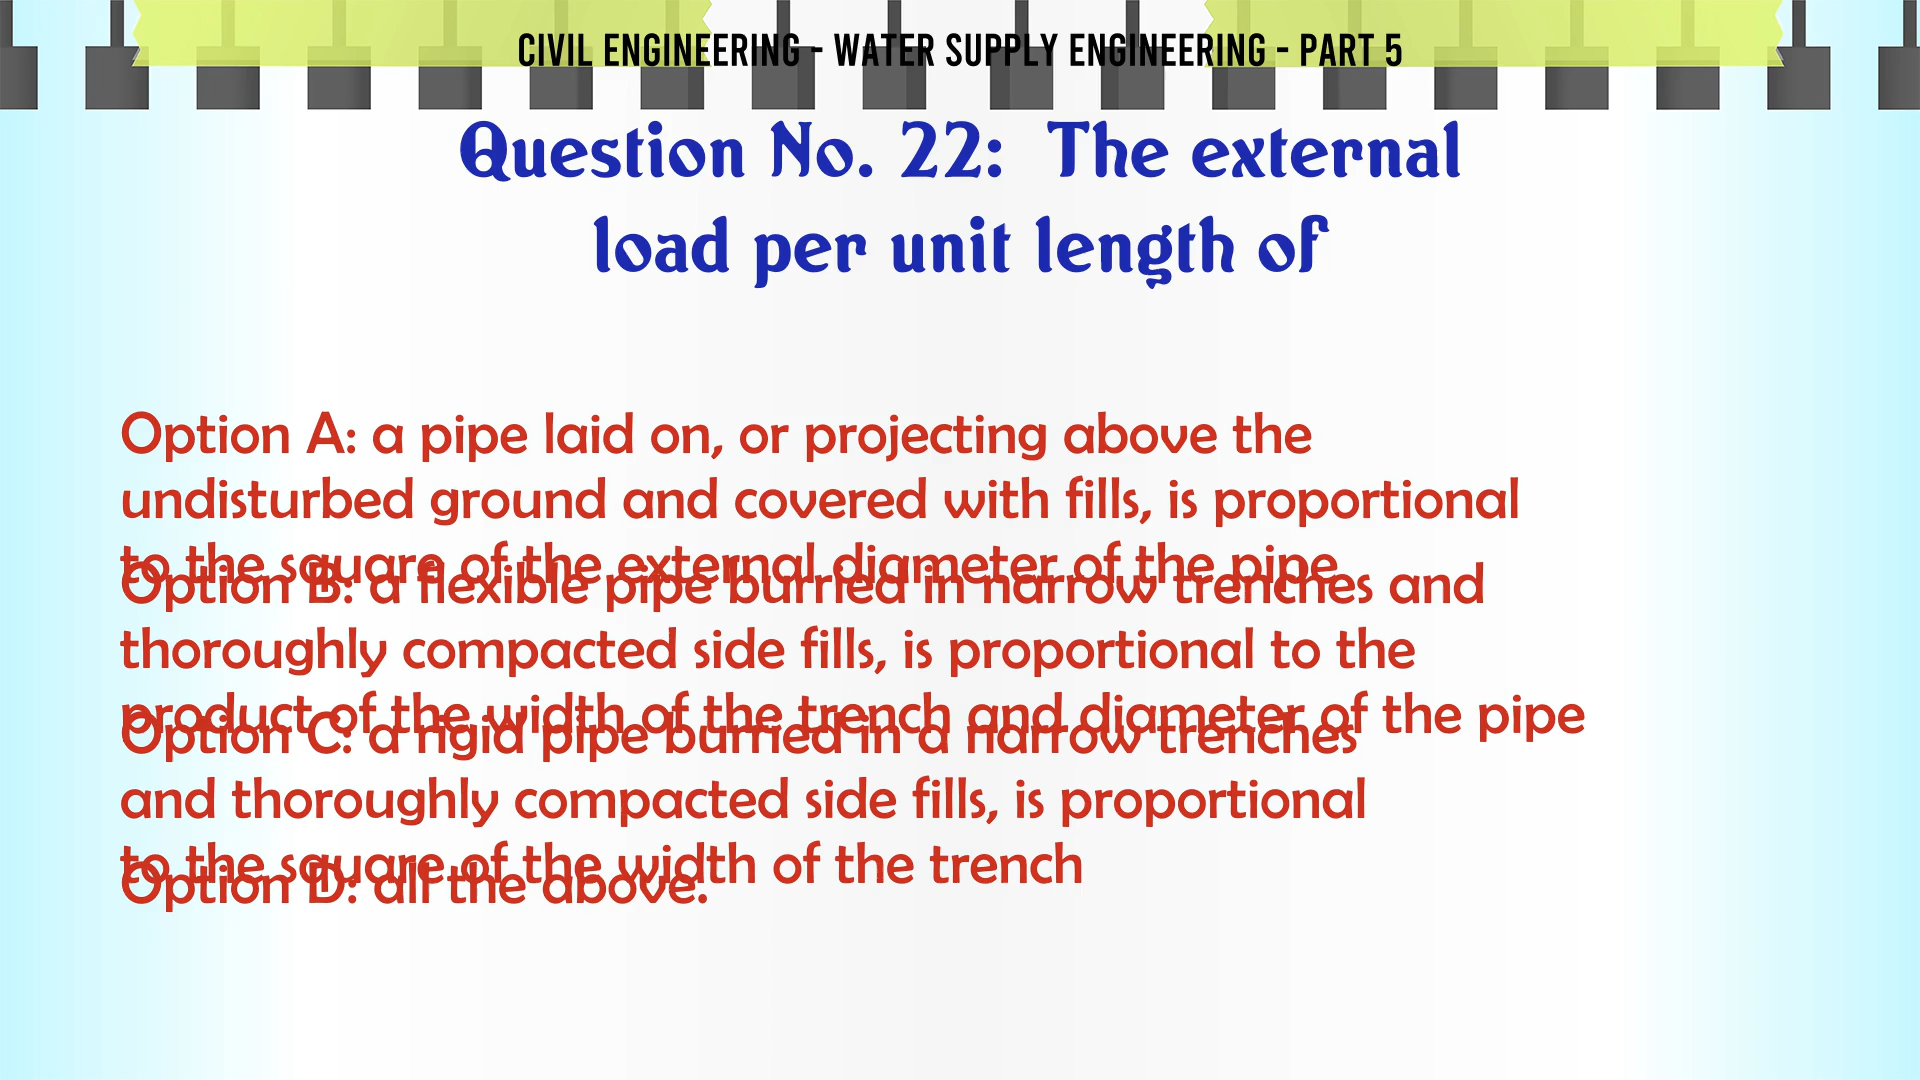 CIVIL ENGINEERING - WATER SUPPLY ENGINEERING - PART 5
Question No. 22: The external
load per unit length of
Option A: a pipe laid on, or projecting above the
undisturbed ground and covered with fills, is proportional
to the square of the external diameter of the pipe
Option B: a flexible pipe burried in narrow trenches and
thoroughly compacted side fills, is proportional to the
product of the width of the trench and diameter of the pipe
Option C: a rigid pipe burried in a narrow trenches
and thoroughly compacted side fills, is proportional
to the square of the width of the trench
Option D: all the above.